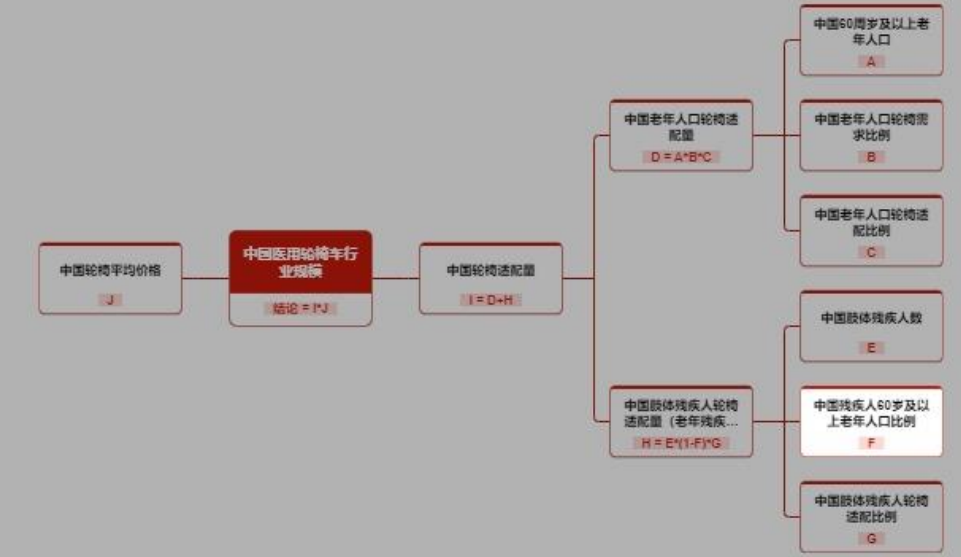 中国60周岁及以上老
年人口
A
中国老年人口轮椅适
配量
D = A*B*C
中国老年人口轮椅需
求比例
B
中国老年人口轮椅适
配比例
C
中国轮椅平均价格
J
中国医用轮椅车行
业规模
结论 = I*J
中国轮椅适配量
I = D+H
中国肢体残疾人数
E
中国肢体残疾人轮椅
适配量（老年残疾...
H = E*(1-F)*G
中国残疾人60岁及以
上老年人口比例
F
中国肢体残疾人轮椅
适配比例
G